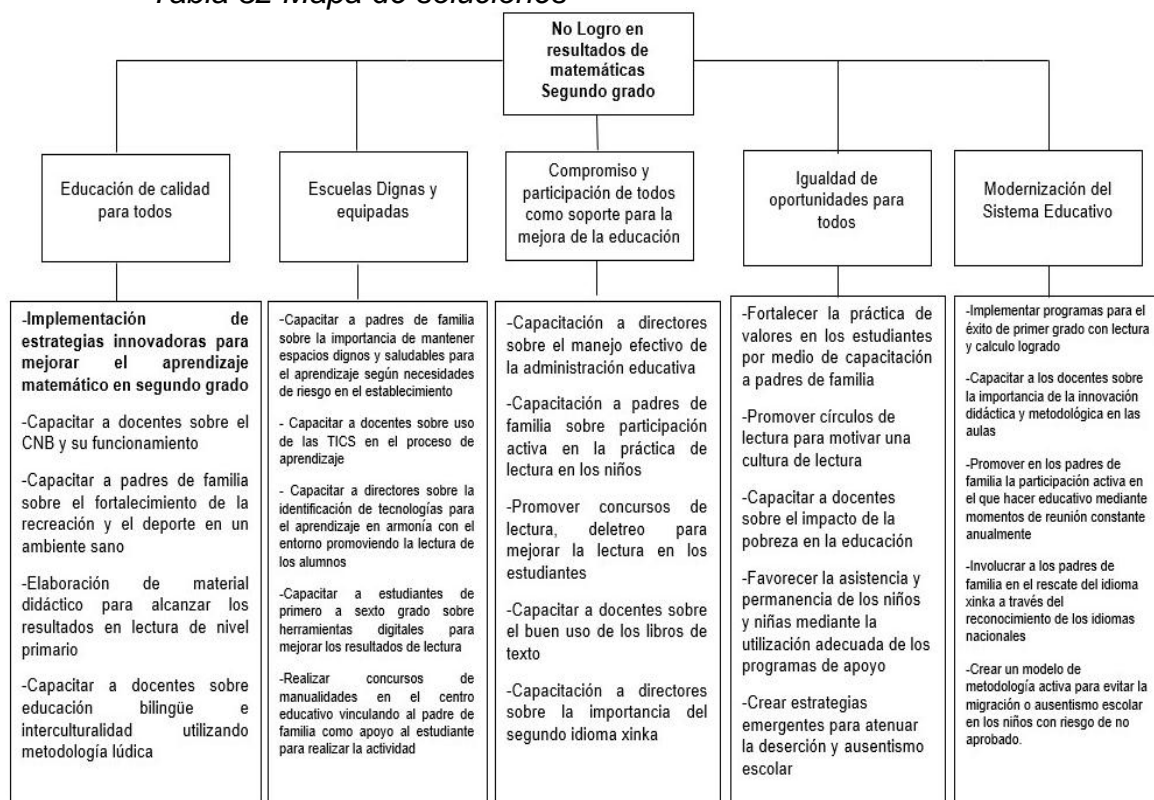 Tabla 32 Mapa de soluciones
No Logro en
resultados de
matemáticas
Segundo grado
Educación de calidad
para todos
Escuelas Dignas y
equipadas
Compromiso y
participación de todos
como soporte para la
mejora de la educación
Igualdad de
oportunidades para
todos
Modernización del
Sistema Educativo
-Implementación de
estrategias innovadoras para
mejorar el aprendizaje
matemático en segundo grado
-Capacitar a docentes sobre el
CNB y su funcionamiento
-Capacitar a padres de familia
sobre el fortalecimiento de la
recreación y el deporte en un
ambiente sano
-Elaboración de material
didáctico para alcanzar los
resultados en lectura de nivel
primario
-Capacitar a docentes sobre
educación bilingüe e
interculturalidad utilizando
metodología lúdica
-Capacitar a padres de familia
sobre la importancia de mantener
espacios dignos y saludables para
el aprendizaje según necesidades
de riesgo en el establecimiento
- Capacitar a docentes sobre uso
de las TICS en el proceso de
aprendizaje
- Capacitar a directores sobre la
identificación de tecnologías para
el aprendizaje en armonía con el
entorno promoviendo la lectura de
los alumnos
-Capacitar a estudiantes de
primero a sexto grado sobre
herramientas digitales para
mejorar los resultados de lectura
-Realizar concursos de
manualidades en el centro
educativo vinculando al padre de
familia como apoyo al estudiante
para realizar la actividad
-Capacitación a directores
sobre el manejo efectivo de
la administración educativa
-Capacitación a padres de
familia sobre participación
activa en la práctica de
lectura en los niños
-Promover concursos de
lectura, deletreo para
mejorar la lectura en los
estudiantes
-Capacitar a docentes sobre
el buen uso de los libros de
texto
-Capacitación a directores
sobre la importancia del
segundo idioma xinka
-Fortalecer la práctica de
valores en los estudiantes
por medio de capacitación
a padres de familia
-Promover círculos de
lectura para motivar una
cultura de lectura
-Capacitar a docentes
sobre el impacto de la
pobreza en la educación
-Favorecer la asistencia y
permanencia de los niños
y niñas mediante la
utilización adecuada de los
programas de apoyo
-Crear estrategias
emergentes para atenuar
la deserción y ausentismo
escolar
-Implementar programas para el
éxito de primer grado con lectura
y calculo logrado
-Capacitar a los docentes sobre
la importancia de la innovación
didáctica y metodológica en las
aulas
-Promover en los padres de
familia la participación activa en
el que hacer educativo mediante
momentos de reunión constante
anualmente
-Involucrar a los padres de
familia en el rescate del idioma
xinka a través del
reconocimiento de los idiomas
nacionales
-Crear un modelo de
metodología activa para evitar la
migración o ausentismo escolar
en los niños con riesgo de no
aprobado.